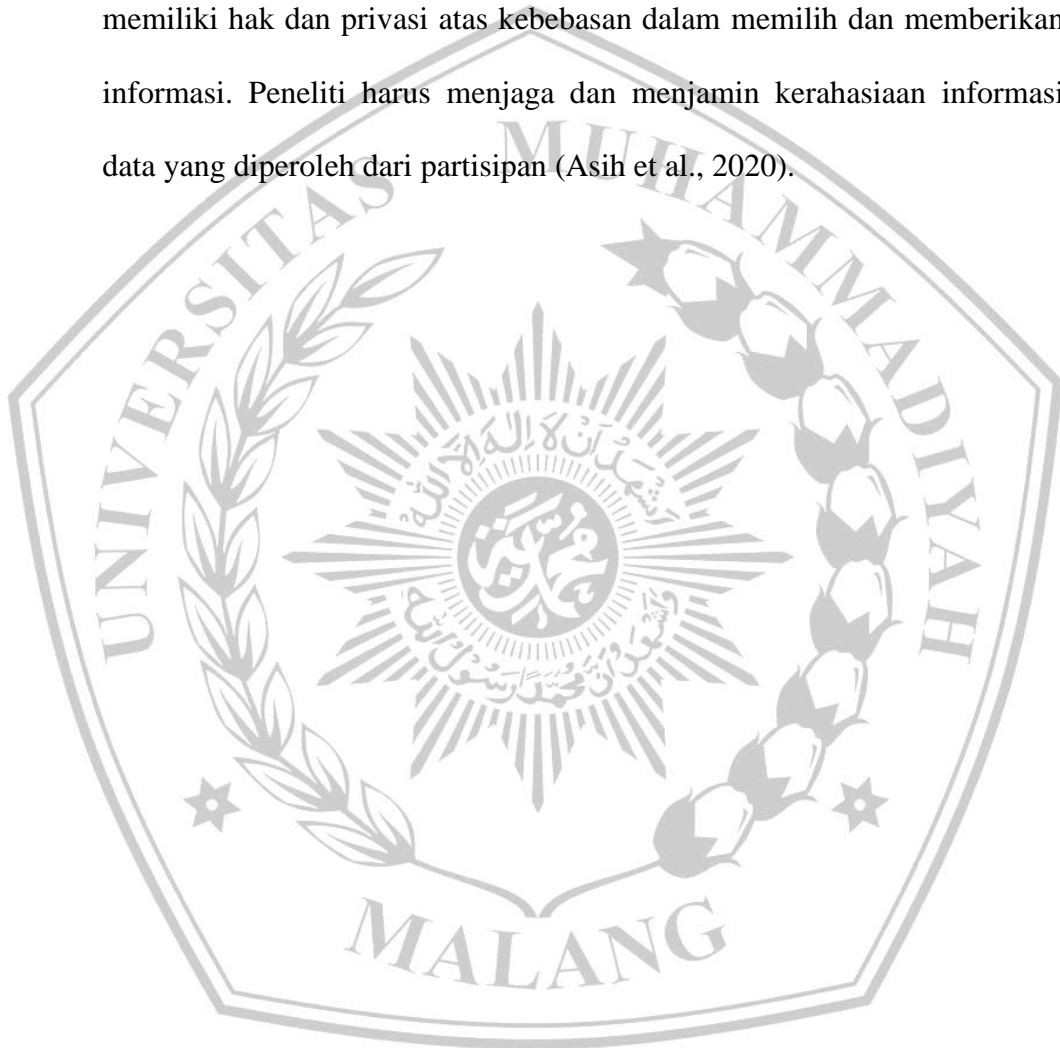 memiliki hak dan privasi atas kebebasan dalam memilih dan memberikan
informasi. Peneliti harus menjaga dan menjamin kerahasiaan informasi
data yang diperoleh dari partisipan (Asih et al., 2020).
UNIVERSITAS MUHAMMADIYAH
MALANG